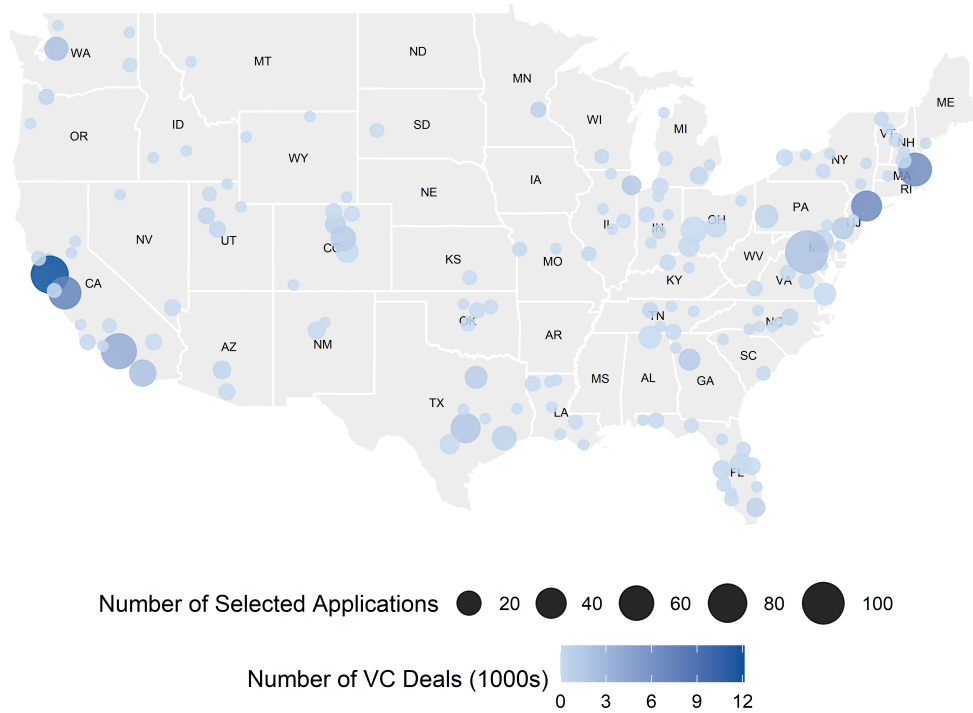 WA
MT
ND
MN
ME
OR
ID
SD
WI
MI
VT
NH
WY
NY
MA
RI
NE
IA
PA
NV
UT
CO
IL
IN
OH
NJ
CA
KS
MO
WV
KY
VA
OK
TN
NC
AZ
NM
AR
SC
MS
AL
GA
TX
LA
FL
Number of Selected Applications 20 40 60 80 100
Number of VC Deals (1000s)
0 3 6 9 12